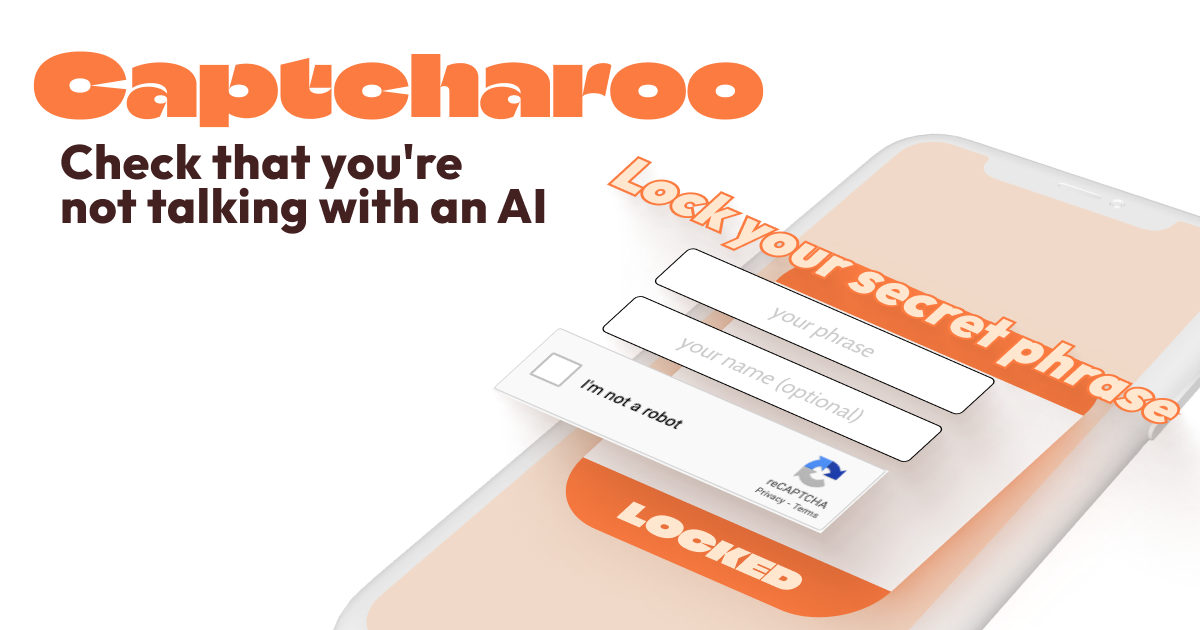 Captcharoo
Check that you're
not talking with an AI
Lock your secret phrase
your phrase
your name (optional)
I'm not a robot
reCAPTCHA
Privacy - Terms
LOCKED